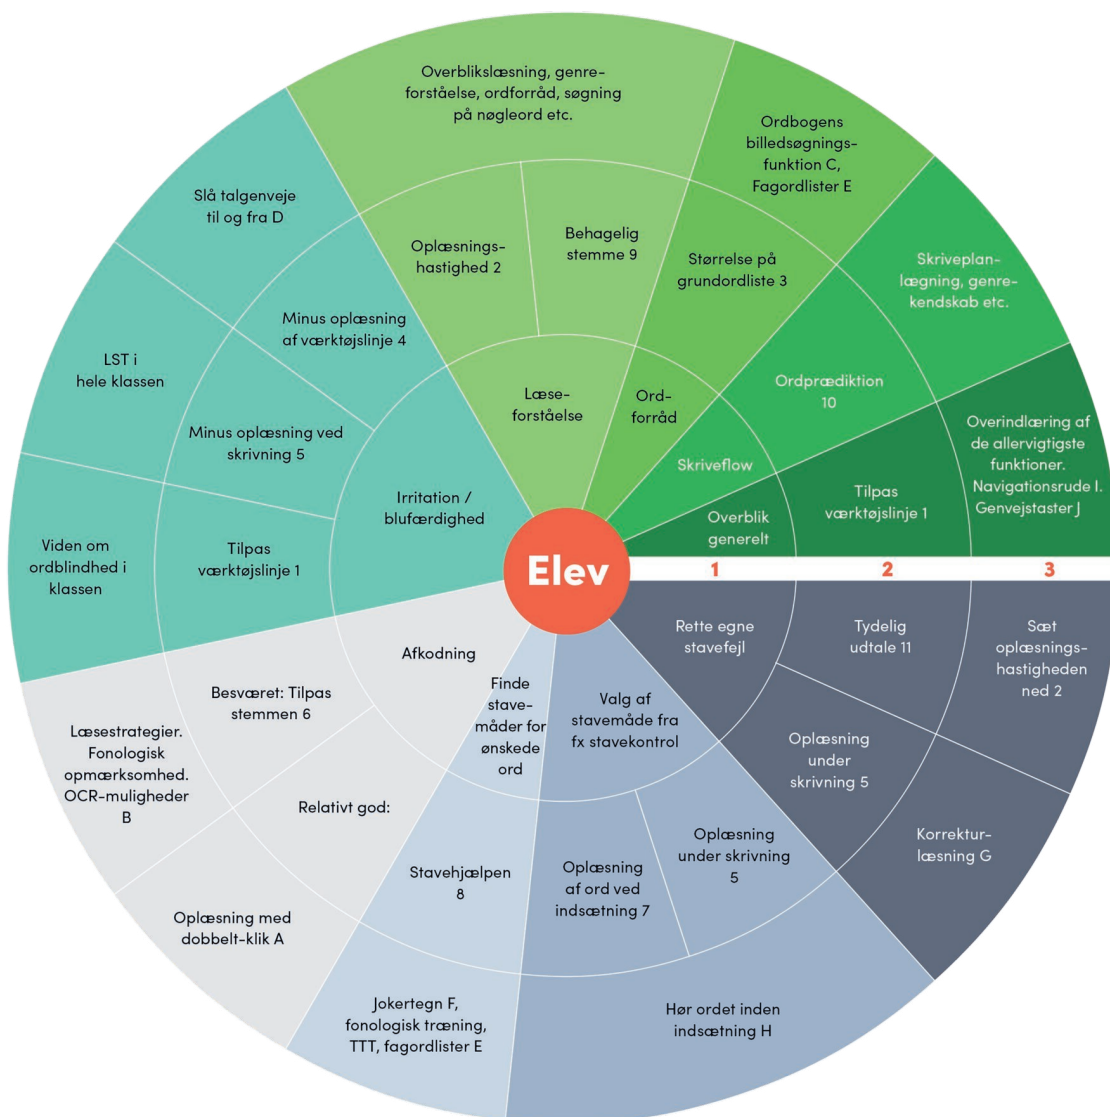 Overblikslæsning, genre-
forståelse, ordforråd, søgning
på nøgleord etc.
Ordbogens
billedsøgnings-
funktion C,
Fagordlister E
Slå talgenveje
til og fra D
Oplæsnings-
hastighed 2
Behagelig
stemme 9
Størrelse på
grundordliste 3
Skriveplan-
lægning, genre-
kendskab etc.
Minus oplæsning
af værktøjslinje 4
LST i
hele klassen
Læse-
forståelse
Ord-
forråd
Ordprædiktion
10
Minus oplæsning ved
skrivning 5
Skriveflow
Overindlæring af
de allervigtigste
funktioner.
Navigationsrude I.
Genvejstaster J
Irritation /
blufærdighed
Overblik
generelt
Tilpas
værktøjslinje 1
Viden om
ordblindhed i
klassen
Tilpas
værktøjslinje 1
Elev
1 2 3
Afkodning
Rette egne
stavefejl
Tydelig
udtale 11
Sæt
oplæsnings-
hastigheden
ned 2
Besværet: Tilpas
stemmen 6
Finde
stave-
måder for
ønskede
ord
Valg af
stavemåde fra
fx stavekontrol
Læsestrategier.
Fonologisk
opmærksomhed.
OCR-muligheder
B
Oplæsning
under
skrivning 5
Relativt god:
Oplæsning
under skrivning
5
Korrektur-
læsning G
Stavehjælpen
8
Oplæsning
af ord ved
indsætning 7
Oplæsning med
dobbelt-klik A
Jokertegn F,
fonologisk træning,
TTT, fagordlister E
Hør ordet inden
indsætning H